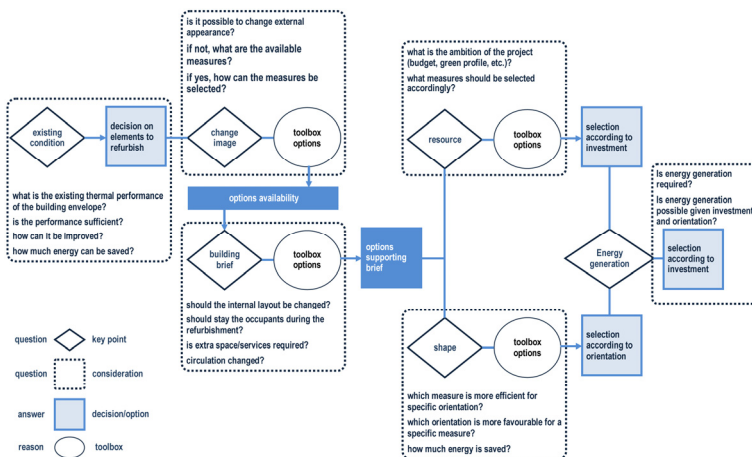 is it possible to change external
appearance?
if not, what are the available
measures?
if yes, how can the measures be
selected?
change
image
toolbox
options
existing
condition
decision on
elements to
refurbish
what is the existing thermal performance
of the building envelope?
is the performance sufficient?
how can it be improved?
how much energy can be saved?
options availability
building
brief
toolbox
options
should the internal layout be changed?
should stay the occupants during the
refurbishment?
is extra space/services required?
circulation changed?
options
supporting
brief
what is the ambition of the project
(budget, green profile, etc.)?
what measures should be selected
accordingly?
resource
toolbox
options
selection
according to
investment
Is energy generation
required?
Is energy generation
possible given investment
and orientation?
Energy
generation
selection
according to
investment
shape
toolbox
options
selection
according to
orientation
which measure is more efficient for
specific orientation?
which orientation is more favourable for a
specific measure?
how much energy is saved?
question
key point
question
consideration
answer
decision/option
reason
toolbox